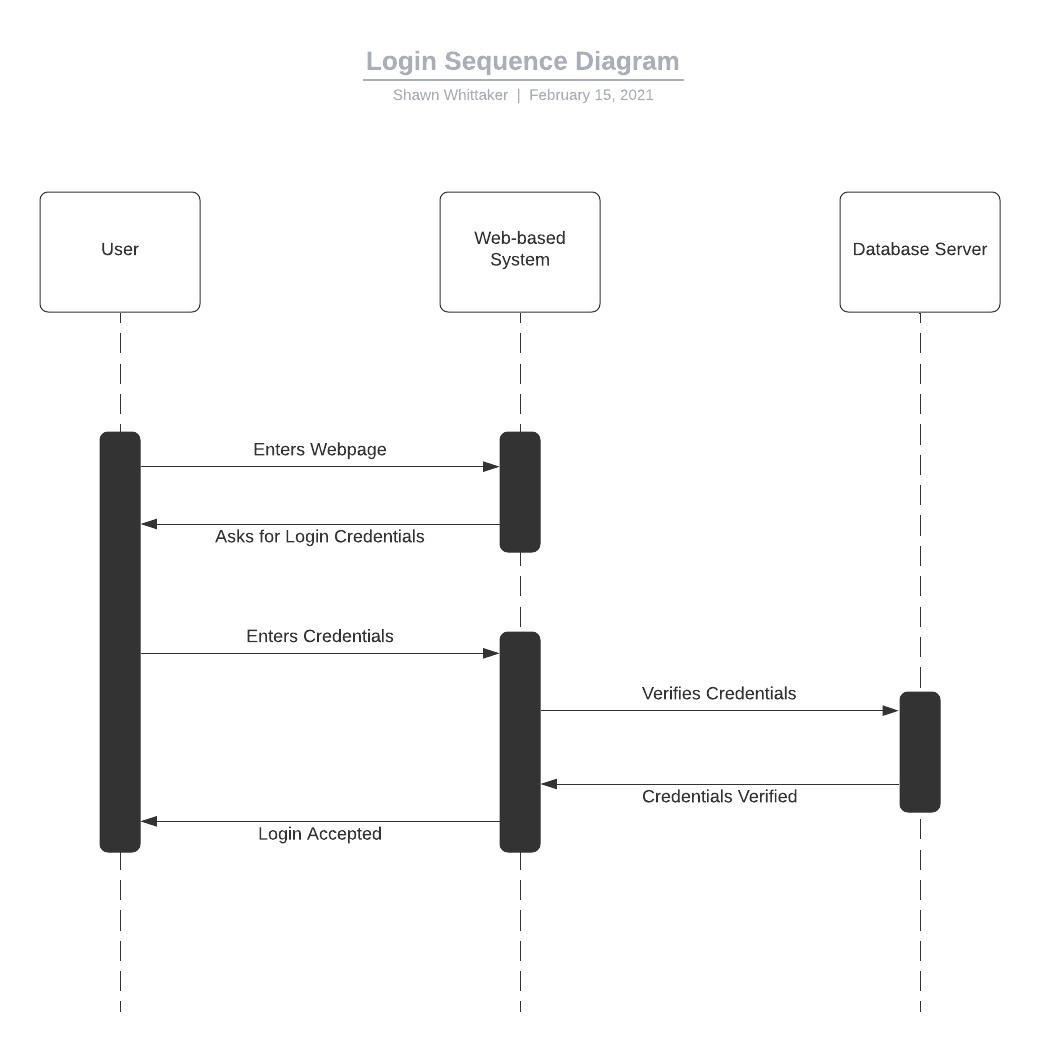 Login Sequence Diagram
Shawn Whittaker | February 15, 2021
User
Web-based
System
Database Server
Enters Webpage
Asks for Login Credentials
Enters Credentials
Verifies Credentials
Credentials Verified
Login Accepted